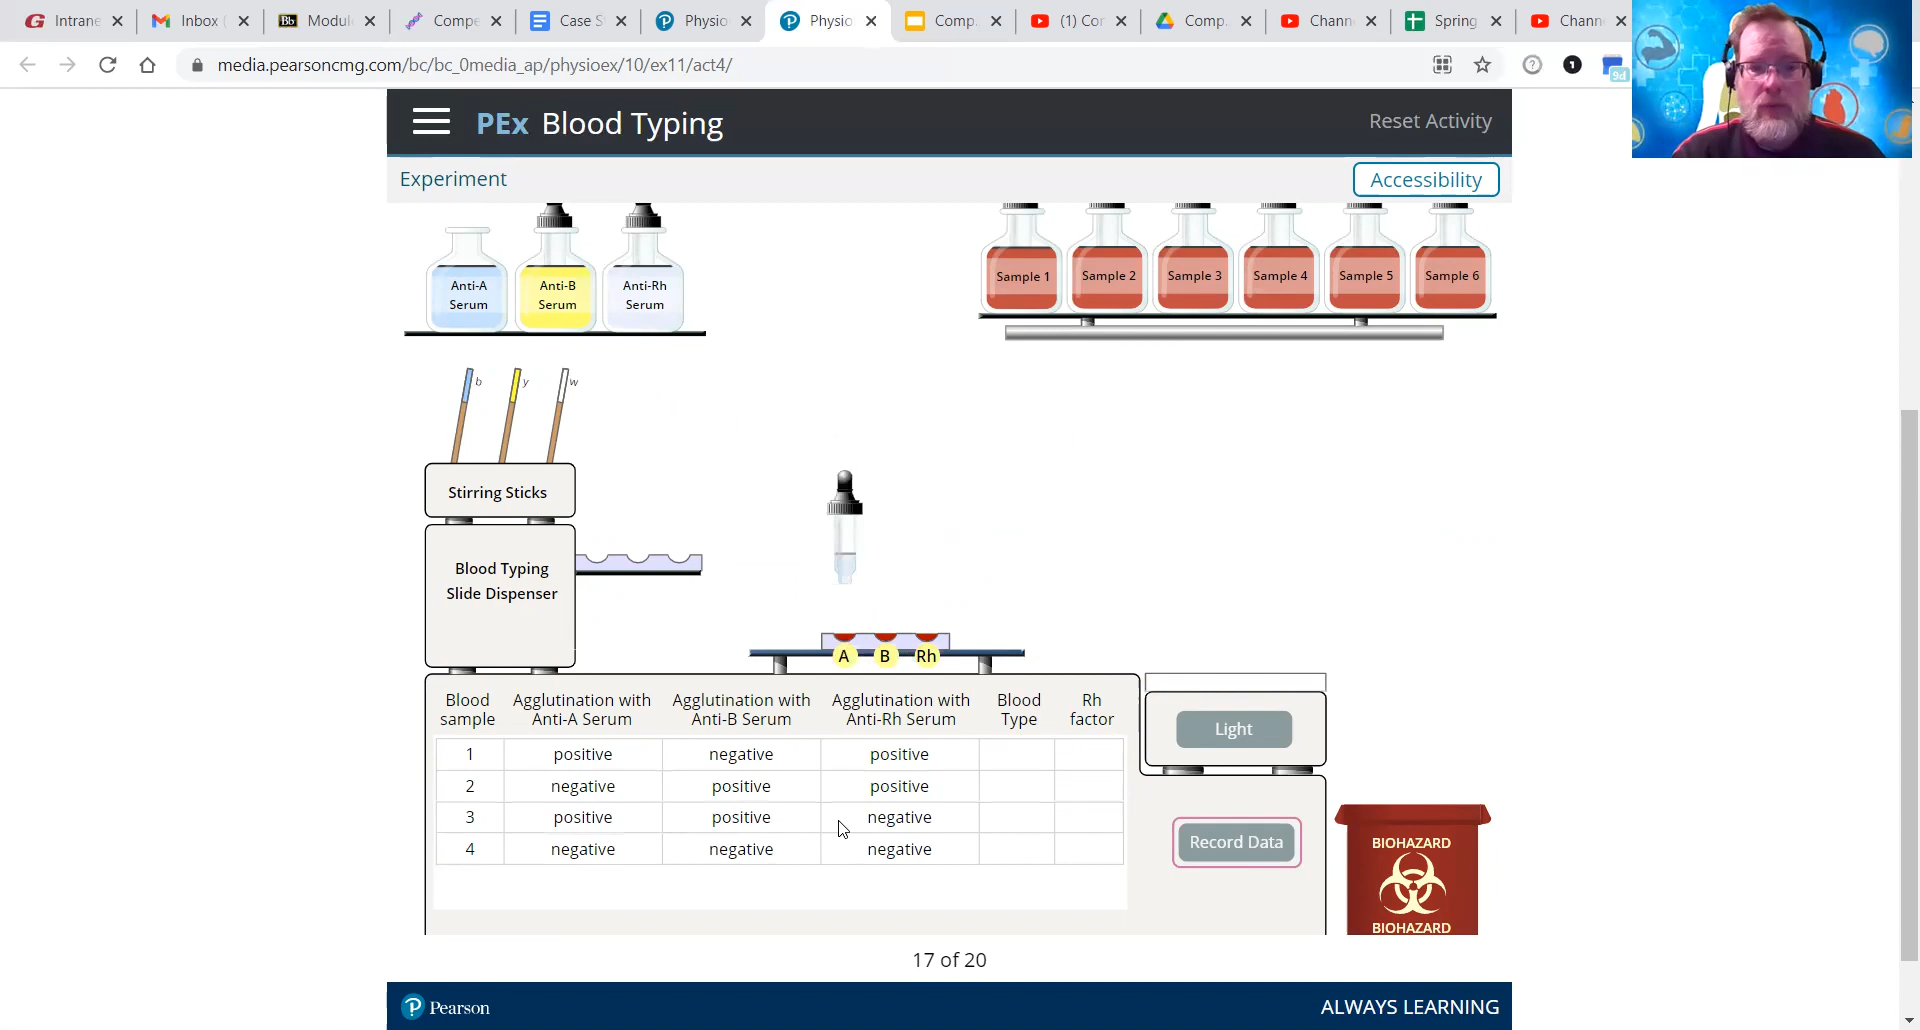 Intrane
Inbox (
Bb Modul
Compe
Case S
Physio
Physio
Comp.
(1) Cor
Comp.
Chann
Spring
Chann
media.pearsoncmg.com/bc/bc_0media_ap/physioex/10/ex11/act4/
9d
PEx Blood Typing
Reset Activity
Experiment
Accessibility
Anti-A
Serum
Anti-B
Serum
Anti-Rh
Serum
Sample 1
Sample 2
Sample 3
Sample 4
Sample 5
Sample 6
b
y
w
Stirring Sticks
Blood Typing
Slide Dispenser
A B Rh
Blood sample Agglutination with Anti-A Serum Agglutination with Anti-B Serum Agglutination with Anti-Rh Serum Blood Type Rh factor
1 positive negative positive
2 negative positive positive
3 positive positive negative
4 negative negative negative
Light
Record Data
BIOHAZARD
BIOHAZARD
17 of 20
P Pearson
ALWAYS LEARNING